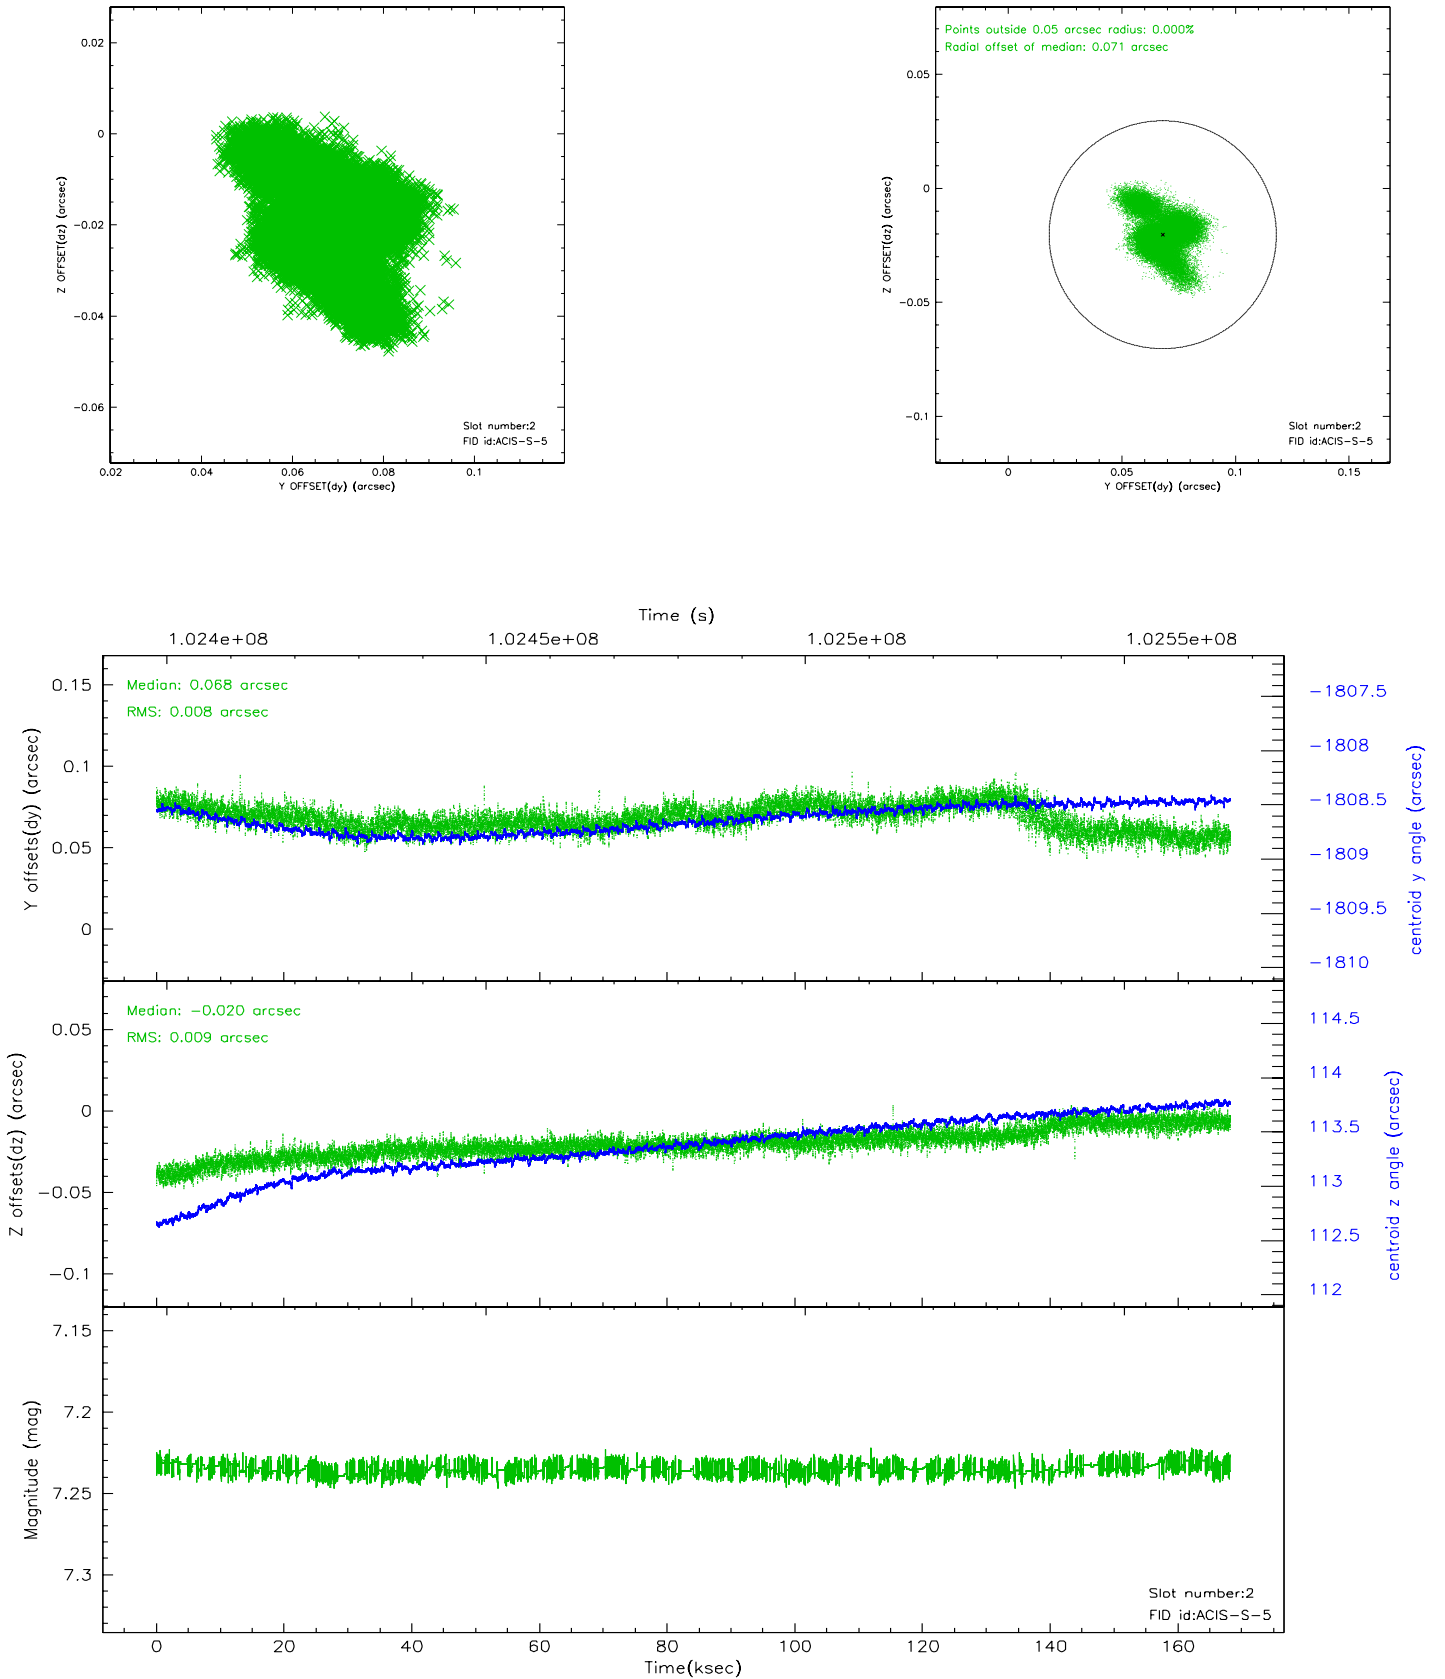 0.02
0
−0.02
−0.04
−0.06
Z OFFSET(dz) (arcsec)
Slot number:2
FID id:ACIS−S−5
0.02 0.04 0.06 0.08 0.1
Y OFFSET(dy) (arcsec)
Points outside 0.05 arcsec radius: 0.000%
Radial offset of median: 0.071 arcsec
0.05
0
−0.05
−0.1
Z OFFSET(dz) (arcsec)
Slot number:2
FID id:ACIS−S−5
0 0.05 0.1 0.15
Y OFFSET(dy) (arcsec)
Time (s)
1.024e+08 1.0245e+08 1.025e+08 1.0255e+08
Median: 0.068 arcsec
RMS: 0.008 arcsec
0.15
0.1
0.05
0
Y offsets(dy) (arcsec)
−1807.5
−1808
−1808.5
−1809
−1809.5
−1810
centroid y angle (arcsec)
Median: −0.020 arcsec
RMS: 0.009 arcsec
0.05
0
−0.05
−0.1
Z offsets(dz) (arcsec)
114.5
114
113.5
113
112.5
112
centroid z angle (arcsec)
7.15
7.2
7.25
7.3
Magnitude (mag)
Slot number:2
FID id:ACIS−S−5
0 20 40 60 80 100 120 140 160
Time(ksec)